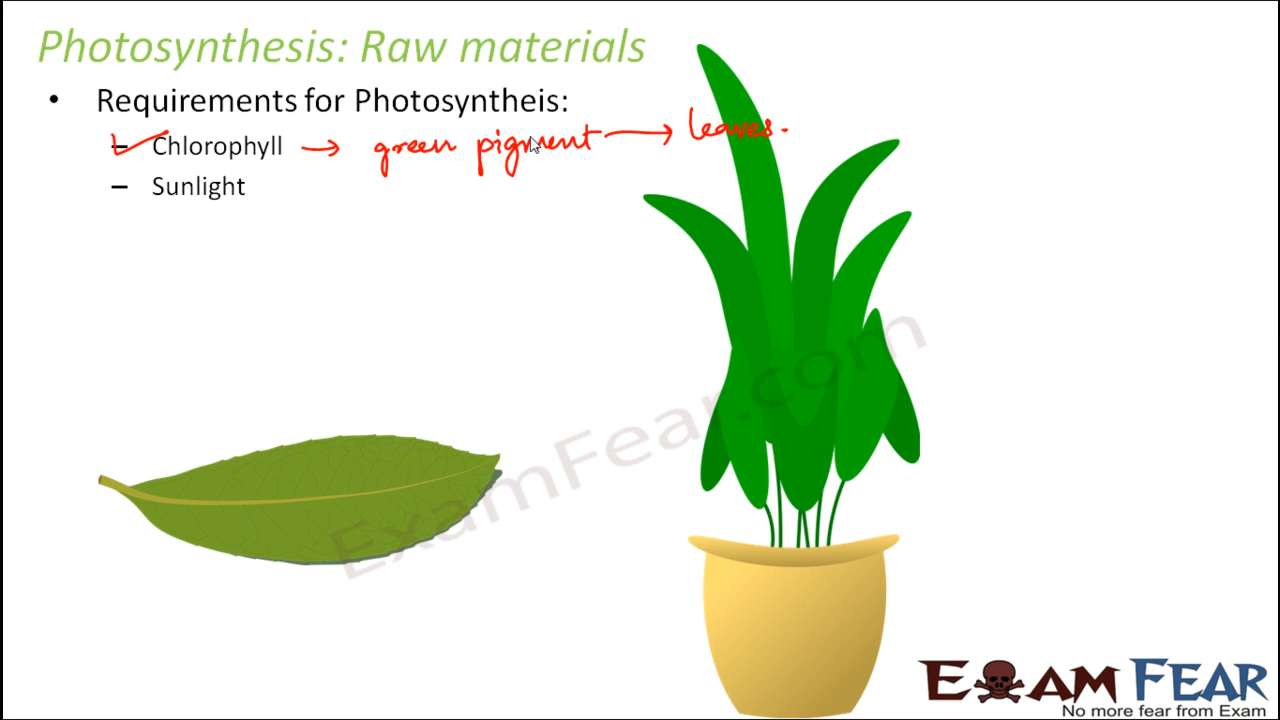 Photosynthesis: Raw materials
• Requirements for Photosyntheis:
– Chlorophyll → green pigment → leaves.
– Sunlight
ExamFear.com
EXAM FEAR
No more fear from Exam